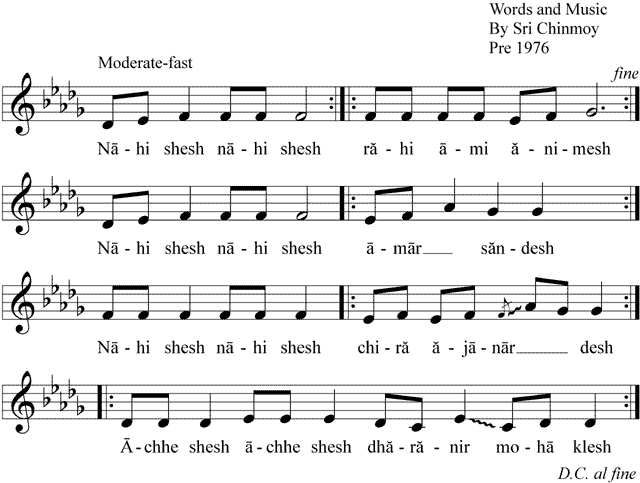 Words and Music
By Sri Chinmoy
Pre 1976
Moderate-fast
fine
Nā - hi shesh nā - hi shesh ră - hi ā - mi ă - ni - mesh
Nā - hi shesh nā - hi shesh ā - mār____ săn - desh
Nā - hi shesh nā - hi shesh chi - ră ă - jā - năr________ desh
Ā - chhe shesh ā - chhe shesh dhă - ră - nir mo - hā klesh
D.C. al fine